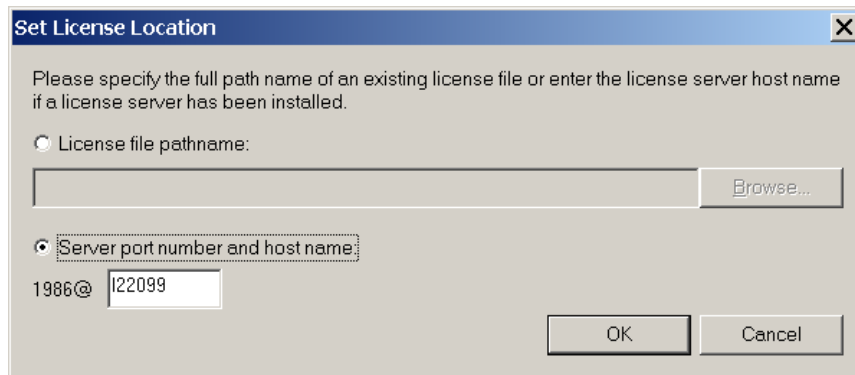 Set License Location
Please specify the full path name of an existing license file or enter the license server host name
if a license server has been installed.
License file pathname:
Browse...
Server port number and host name:
1986@ l22099
OK Cancel